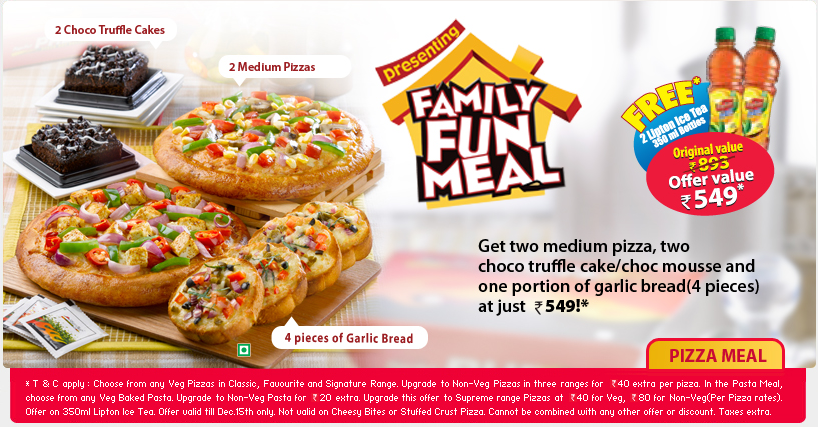 2 Choco Truffle Cakes
2 Medium Pizzas
presenting
FAMILY
FUN
MEAL
FREE*
2 Lipton Ice Tea
350 ml Bottles
Original value
₹ 893
Offer value
₹ 549*
Get two medium pizza, two
choco truffle cake/choc mousse and
one portion of garlic bread(4 pieces)
at just ₹ 549!*
4 pieces of Garlic Bread
PIZZA MEAL
* T & C apply : Choose from any Veg Pizzas in Classic, Favourite and Signature Range. Upgrade to Non-Veg Pizzas in three ranges for ₹ 40 extra per pizza. In the Pasta Meal,
choose from any Veg Baked Pasta. Upgrade to Non-Veg Pasta for ₹ 20 extra. Upgrade this offer to Supreme range Pizzas at ₹ 40 for Veg, ₹ 80 for Non-Veg(Per Pizza rates).
Offer on 350ml Lipton Ice Tea. Offer valid till Dec.15th only. Not valid on Cheesy Bites or Stuffed Crust Pizza. Cannot be combined with any other offer or discount. Taxes extra.